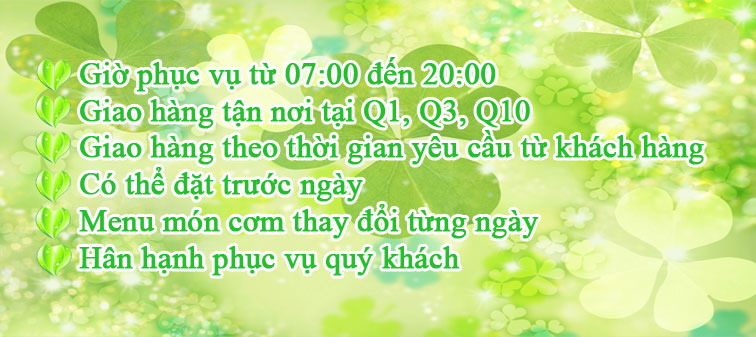 Giờ phục vụ từ 07:00 đến 20:00
Giao hàng tận nơi tại Q1, Q3, Q10
Giao hàng theo thời gian yêu cầu từ khách hàng
Có thể đặt trước ngày
Menu món cơm thay đổi từng ngày
Hân hạnh phục vụ quý khách